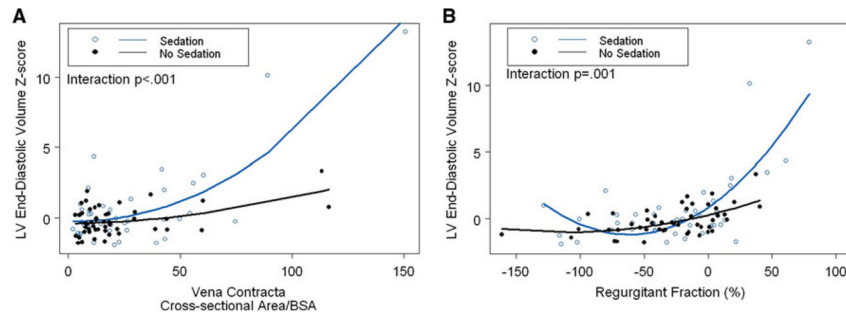 A
LV End-Diastolic Volume Z-score
Sedation
No Sedation
Interaction p<.001
10
5
0
0
50
100
150
Vena Contracta
Cross-sectional Area/BSA
B
LV End-Diastolic Volume Z-score
Sedation
No Sedation
Interaction p=.001
10
5
0
-150
-100
-50
0
50
100
Regurgitant Fraction (%)